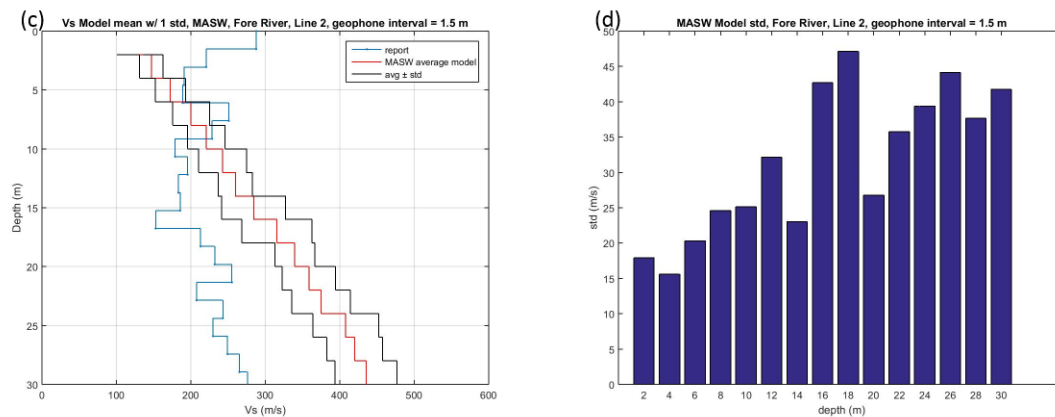 (c)
Vs Model mean w/ 1 std, MASW, Fore River, Line 2, geophone interval = 1.5 m
report
MASW average model
avg ± std
0
5
10
15
20
25
30
Depth (m)
0 100 200 300 400 500 600
Vs (m/s)
(d)
MASW Model std, Fore River, Line 2, geophone interval = 1.5 m
50
45
40
35
30
25
20
15
10
5
0
std (m/s)
2 4 6 8 10 12 14 16 18 20 22 24 26 28 30
depth (m)